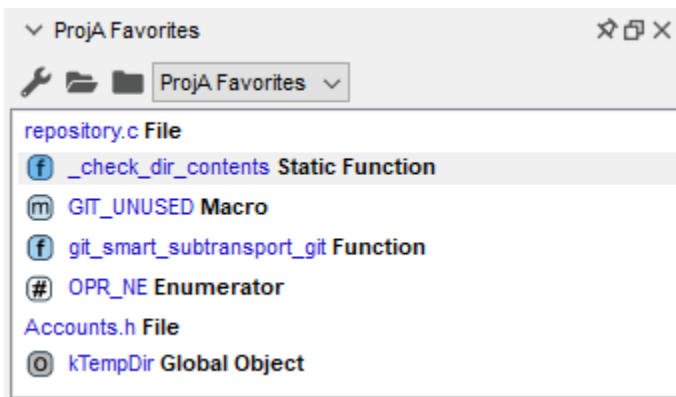 ProjA Favorites
ProjA Favorites
repository.c File
f _check_dir_contents Static Function
m GIT_UNUSED Macro
f git_smart_subtransport_git Function
# OPR_NE Enumerator
Accounts.h File
O kTempDir Global Object